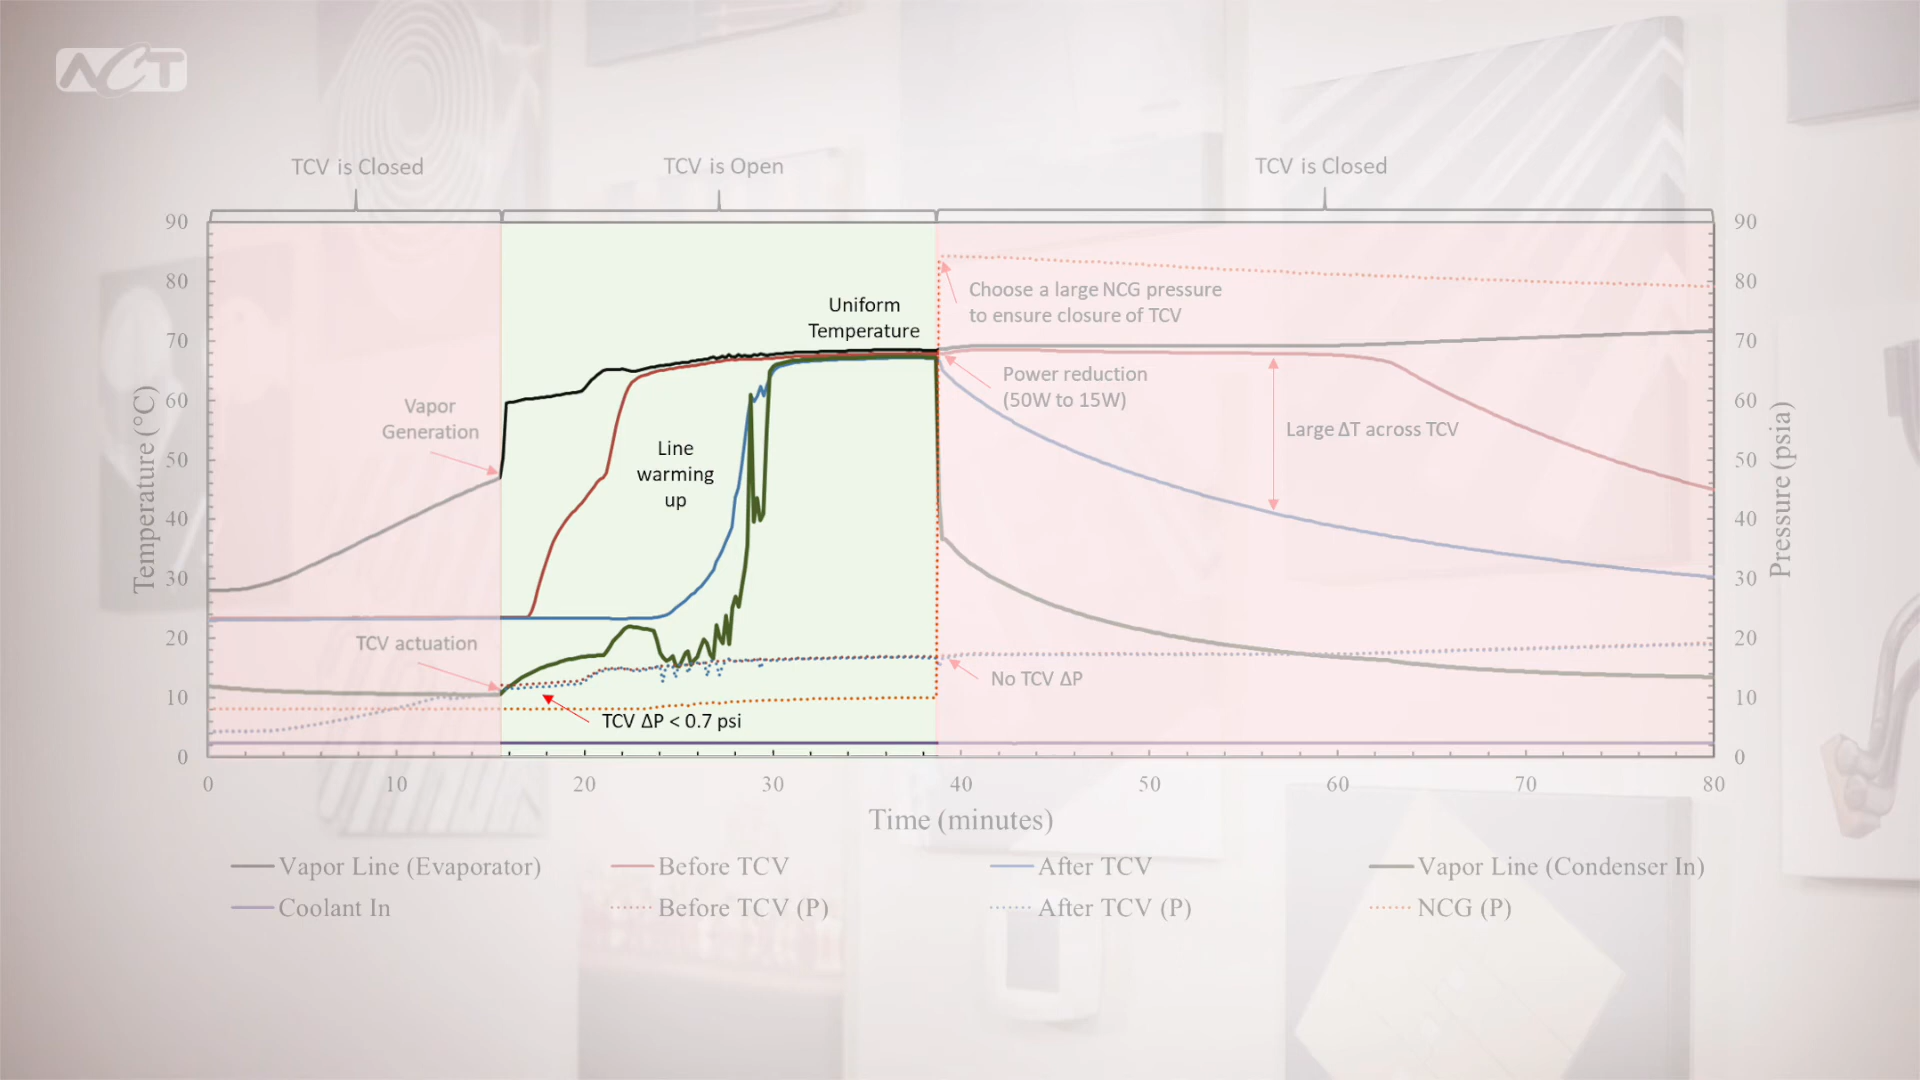 ACT
TCV is Closed
TCV is Open
TCV is Closed
90
80
70
60
50
40
30
20
10
0
Temperature (°C)
90
80
70
60
50
40
30
20
10
0
Pressure (psia)
Vapor
Generation
TCV actuation
Uniform
Temperature
Line
warming
up
TCV ΔP < 0.7 psi
Choose a large NCG pressure
to ensure closure of TCV
Power reduction
(50W to 15W)
Large ΔT across TCV
No TCV ΔP
0 10 20 30 40 50 60 70 80
Time (minutes)
Vapor Line (Evaporator) Before TCV After TCV Vapor Line (Condenser In)
Coolant In Before TCV (P) After TCV (P) NCG (P)